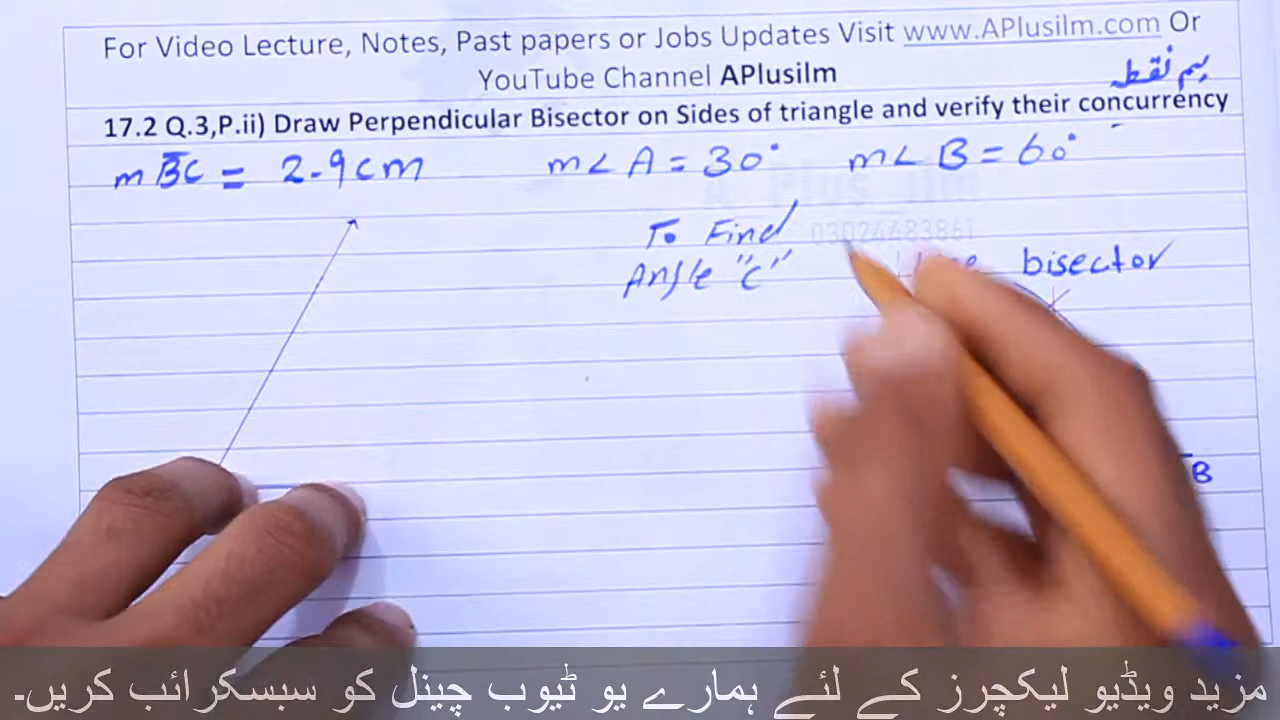 For Video Lecture, Notes, Past papers or Jobs Updates Visit www.APlusilm.com Or
YouTube Channel APlusilm
ہم نقطہ
17.2 Q.3,P.ii) Draw Perpendicular Bisector on Sides of triangle and verify their concurrency
mBC = 2.9cm m∠A = 30° m∠B = 60°
To Find 03024483861
Angle "C" bisector
B
مزید ویڈیو لیکچرز کے لئے ہمارے یو ٹیوب چینل کو سبسکرائب کریں۔